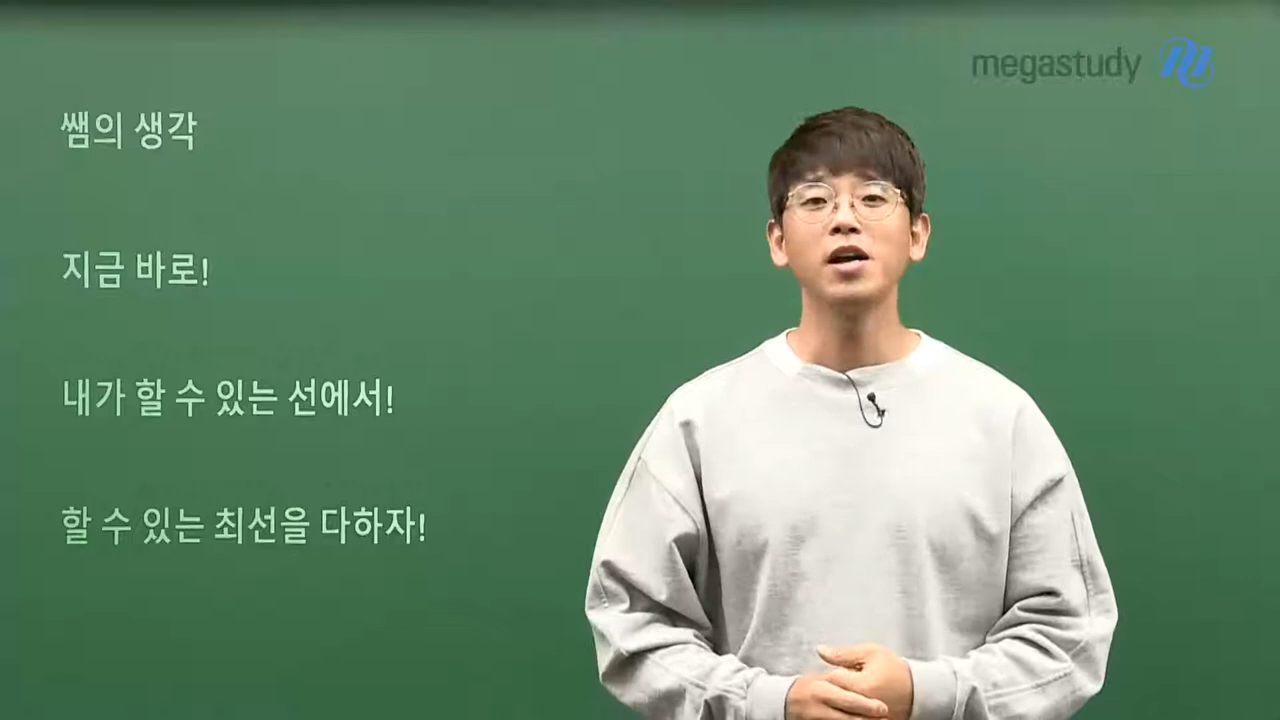 megastudy
쌤의 생각
지금 바로!
내가 할 수 있는 선에서!
할 수 있는 최선을 다하자!